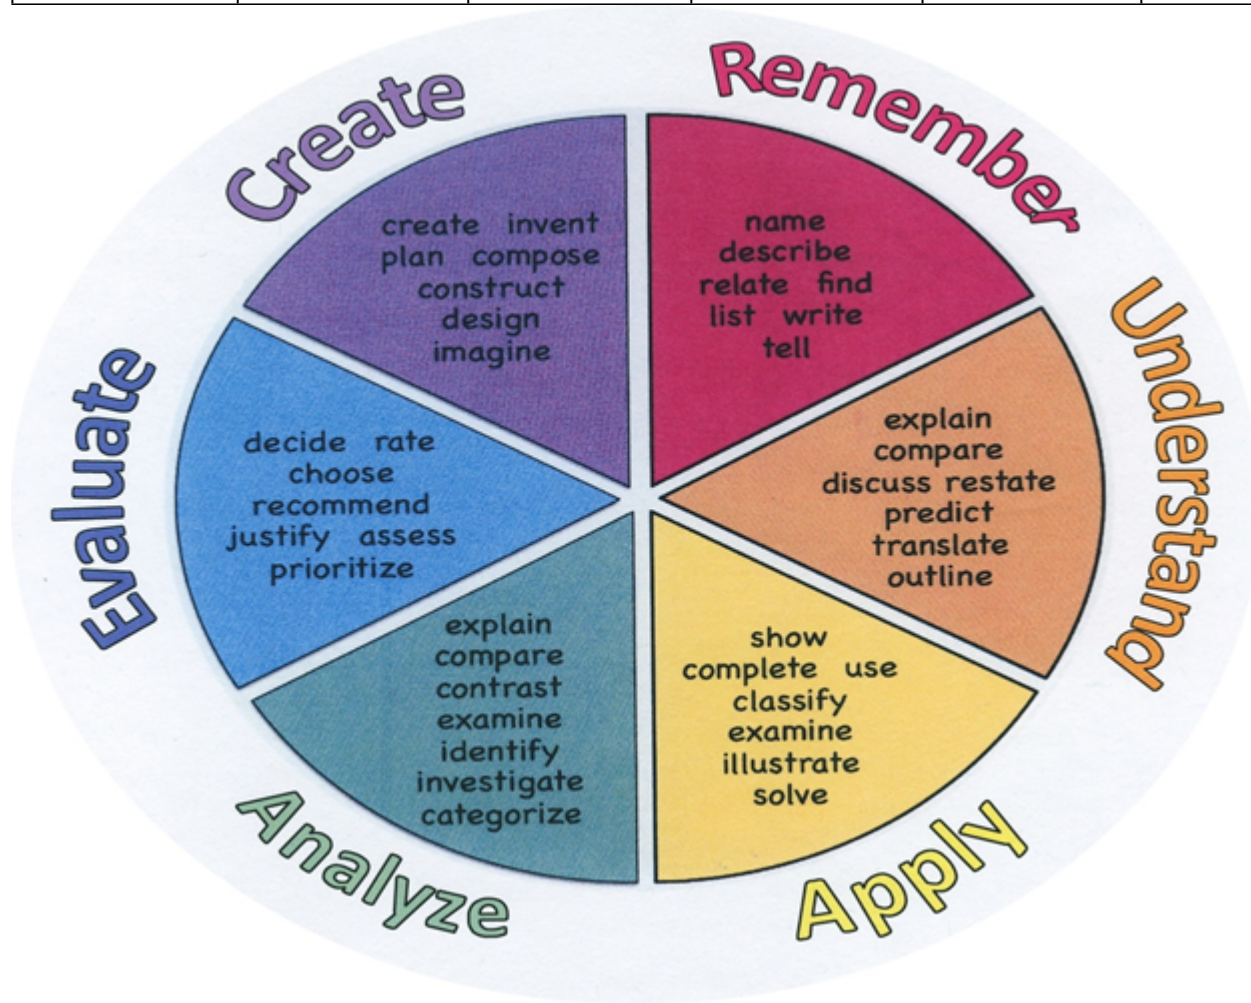 Remember
name
describe
relate find
list write
tell
Understand
explain
compare
discuss restate
predict
translate
outline
Apply
show
complete use
classify
examine
illustrate
solve
Analyze
explain
compare
contrast
examine
identify
investigate
categorize
Evaluate
decide rate
choose
recommend
justify assess
prioritize
Create
create invent
plan compose
construct
design
imagine